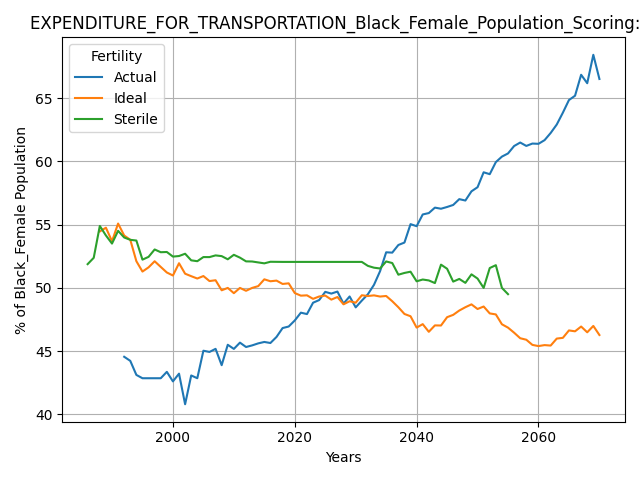 EXPENDITURE_FOR_TRANSPORTATION_Black_Female_Population_Scoring:
Fertility
Actual
Ideal
Sterile
% of Black_Female Population
65
60
55
50
45
40
2000
2020
2040
2060
Years